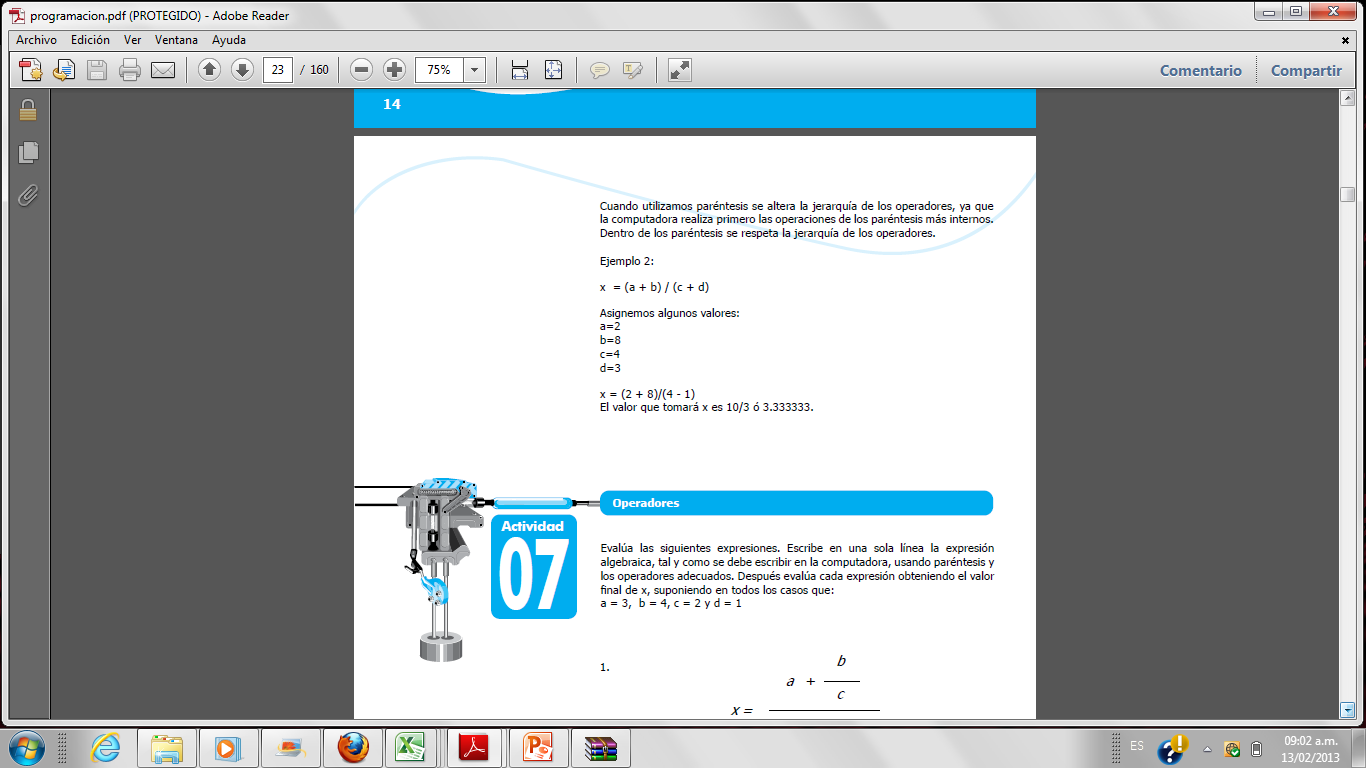 programacion.pdf (PROTEGIDO) - Adobe Reader
Archivo Edición Ver Ventana Ayuda
23 / 160 75% Comentario Compartir
14
Cuando utilizamos paréntesis se altera la jerarquía de los operadores, ya que
la computadora realiza primero las operaciones de los paréntesis más internos.
Dentro de los paréntesis se respeta la jerarquía de los operadores.
Ejemplo 2:
x = (a + b) / (c + d)
Asignemos algunos valores:
a=2
b=8
c=4
d=3
x = (2 + 8)/(4 - 1)
El valor que tomará x es 10/3 ó 3.333333.
Operadores
Actividad
07
Evalúa las siguientes expresiones. Escribe en una sola línea la expresión
algebraica, tal y como se debe escribir en la computadora, usando paréntesis y
los operadores adecuados. Después evalúa cada expresión obteniendo el valor
final de x, suponiendo en todos los casos que:
a = 3, b = 4, c = 2 y d = 1
1.
b
a +
c
x =
ES
09:02 a.m.
13/02/2013